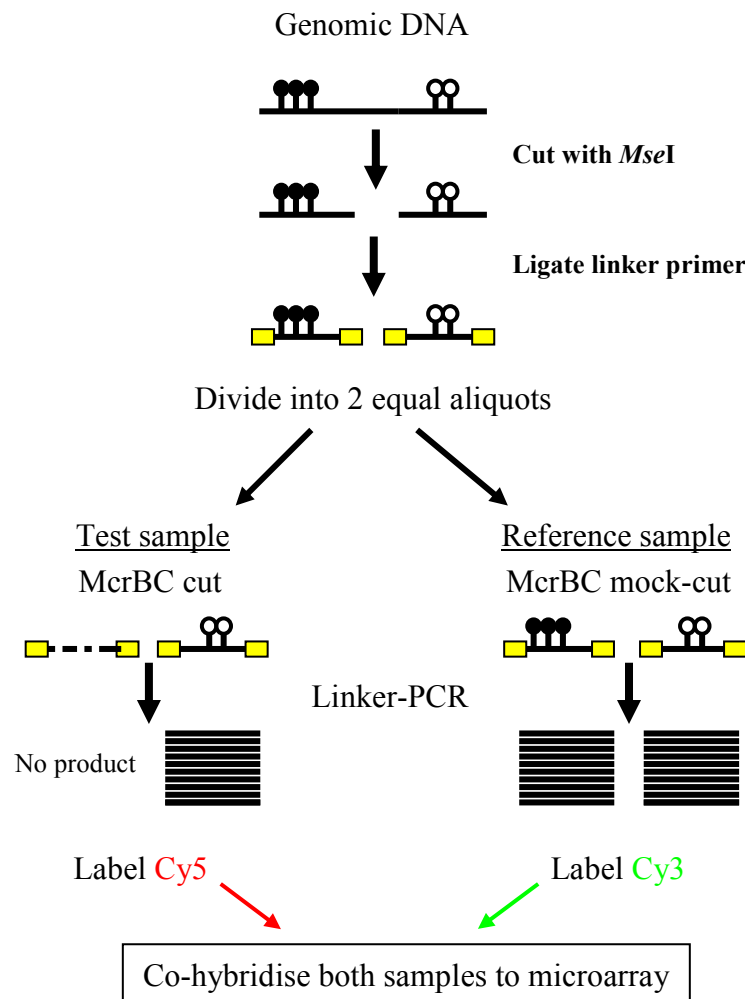 Genomic DNA
Cut with MseI
Ligate linker primer
Divide into 2 equal aliquots
Test sample
McrBC cut
Reference sample
McrBC mock-cut
Linker-PCR
No product
Label Cy5
Label Cy3
Co-hybridise both samples to microarray